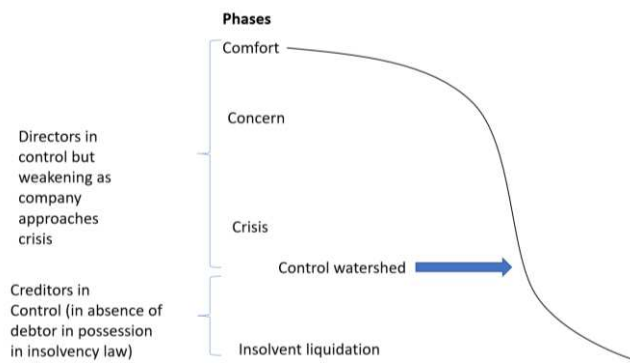 Phases
Comfort
Concern
Directors in
control but
weakening as
company
approaches
crisis
Crisis
Control watershed
Creditors in
Control (in absence of
debtor in possession
in insolvency law)
Insolvent liquidation